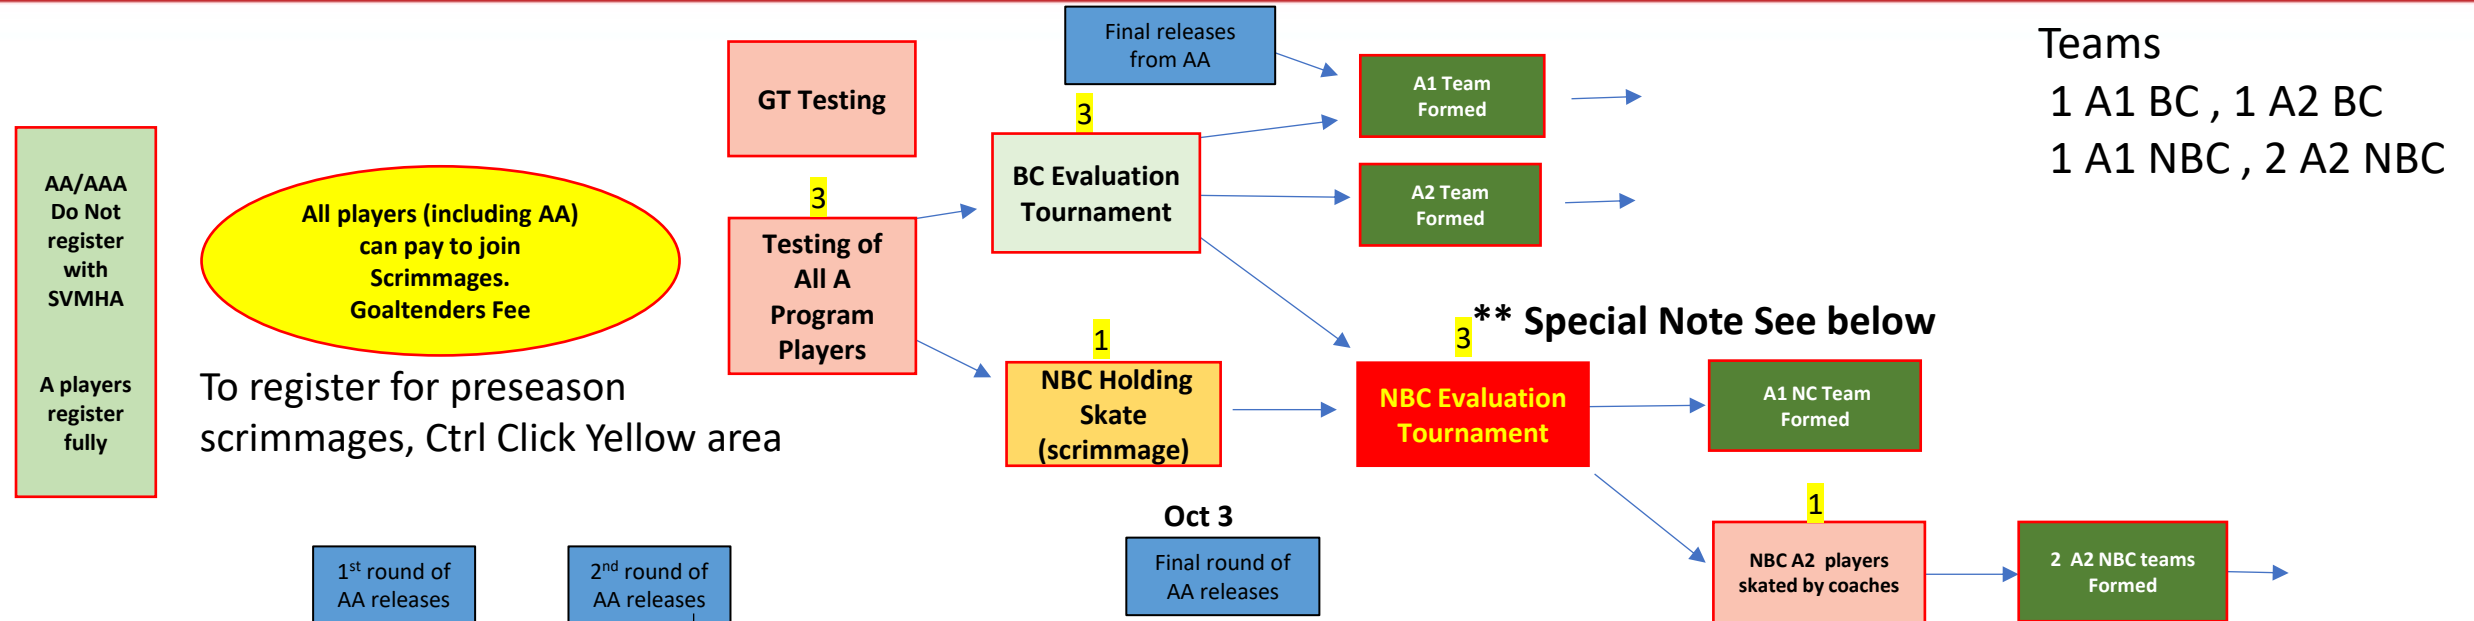 AA/AAA
Do Not
register
with
SVMHA
A players
register
fully
All players (including AA)
can pay to join
Scrimmages.
Goaltenders Fee
To register for preseason
scrimmages, Ctrl Click Yellow area
1st round of
AA releases
2nd round of
AA releases
GT Testing
3
Testing of
All A
Program
Players
Final releases
from AA
3
BC Evaluation
Tournament
1
NBC Holding
Skate
(scrimmage)
Oct 3
Final round of
AA releases
A1 Team
Formed
A2 Team
Formed
** Special Note See below
3
NBC Evaluation
Tournament
A1 NC Team
Formed
1
NBC A2 players
skated by coaches
2 A2 NBC teams
Formed
Teams
1 A1 BC , 1 A2 BC
1 A1 NBC , 2 A2 NBC